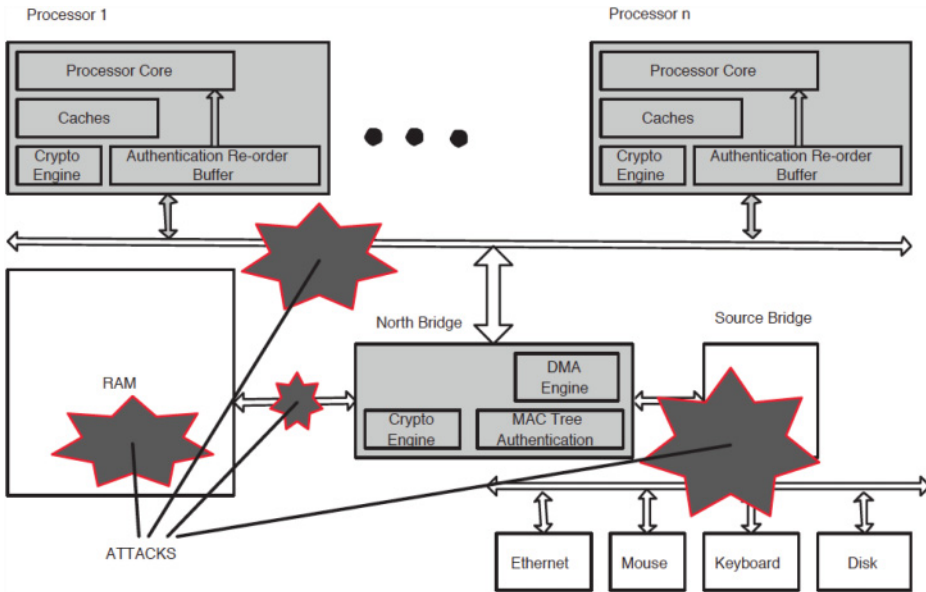 Processor 1
Processor n
Processor Core
Caches
Crypto
Engine
Authentication Re-order
Buffer
Processor Core
Caches
Crypto
Engine
Authentication Re-order
Buffer
North Bridge
Source Bridge
RAM
DMA
Engine
Crypto
Engine
MAC Tree
Authentication
ATTACKS
Ethernet
Mouse
Keyboard
Disk